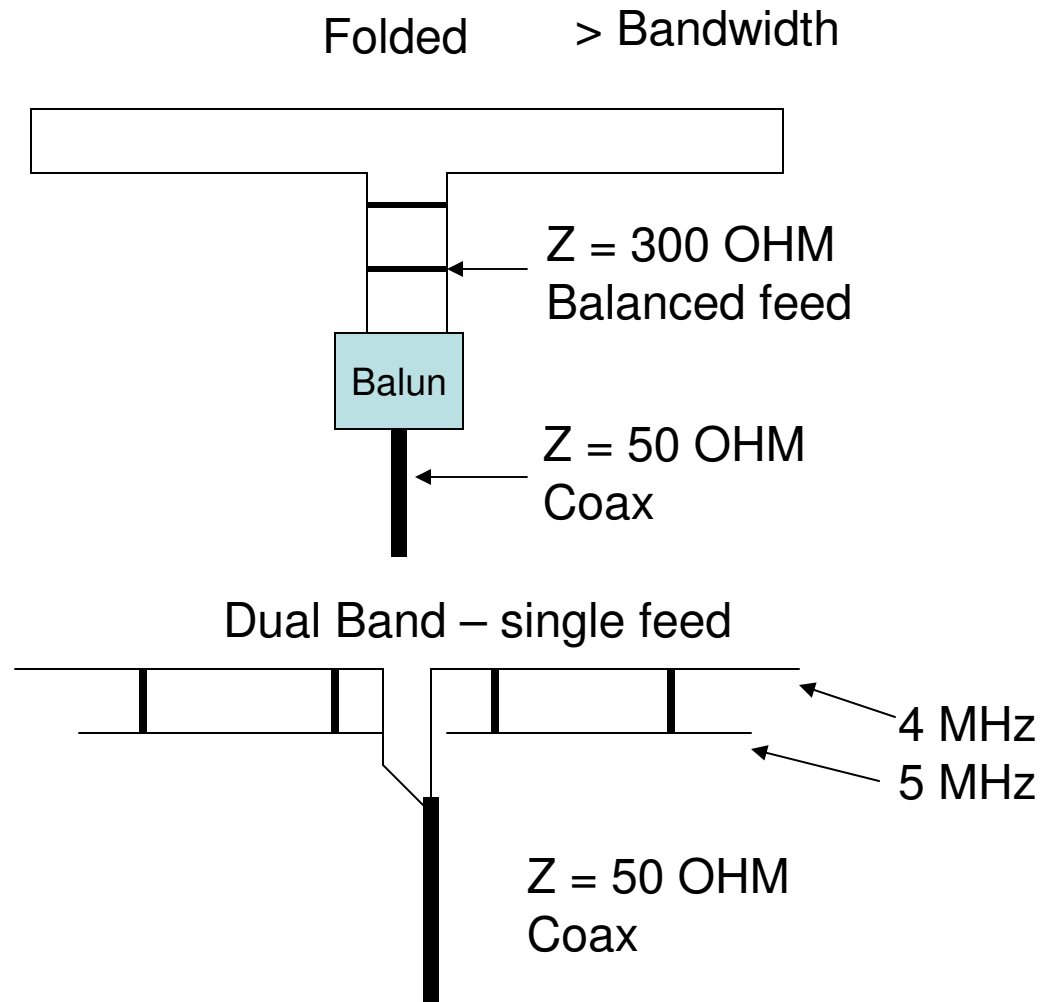 Folded > Bandwidth
Z = 300 OHM
Balanced feed
Balun
Z = 50 OHM
Coax
Dual Band – single feed
4 MHz
5 MHz
Z = 50 OHM
Coax